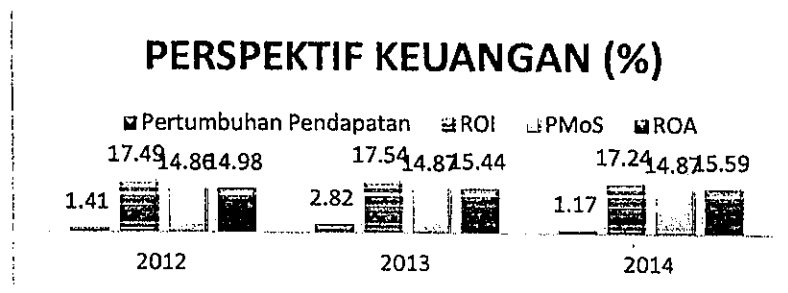 PERSPEKTIF KEUANGAN (%)
Pertumbuhan Pendapatan ROI PMoS ROA
17.49 14.86 14.98 17.54 14.87 15.44 17.24 14.87 15.59
1.41 2.82 1.17
2012 2013 2014